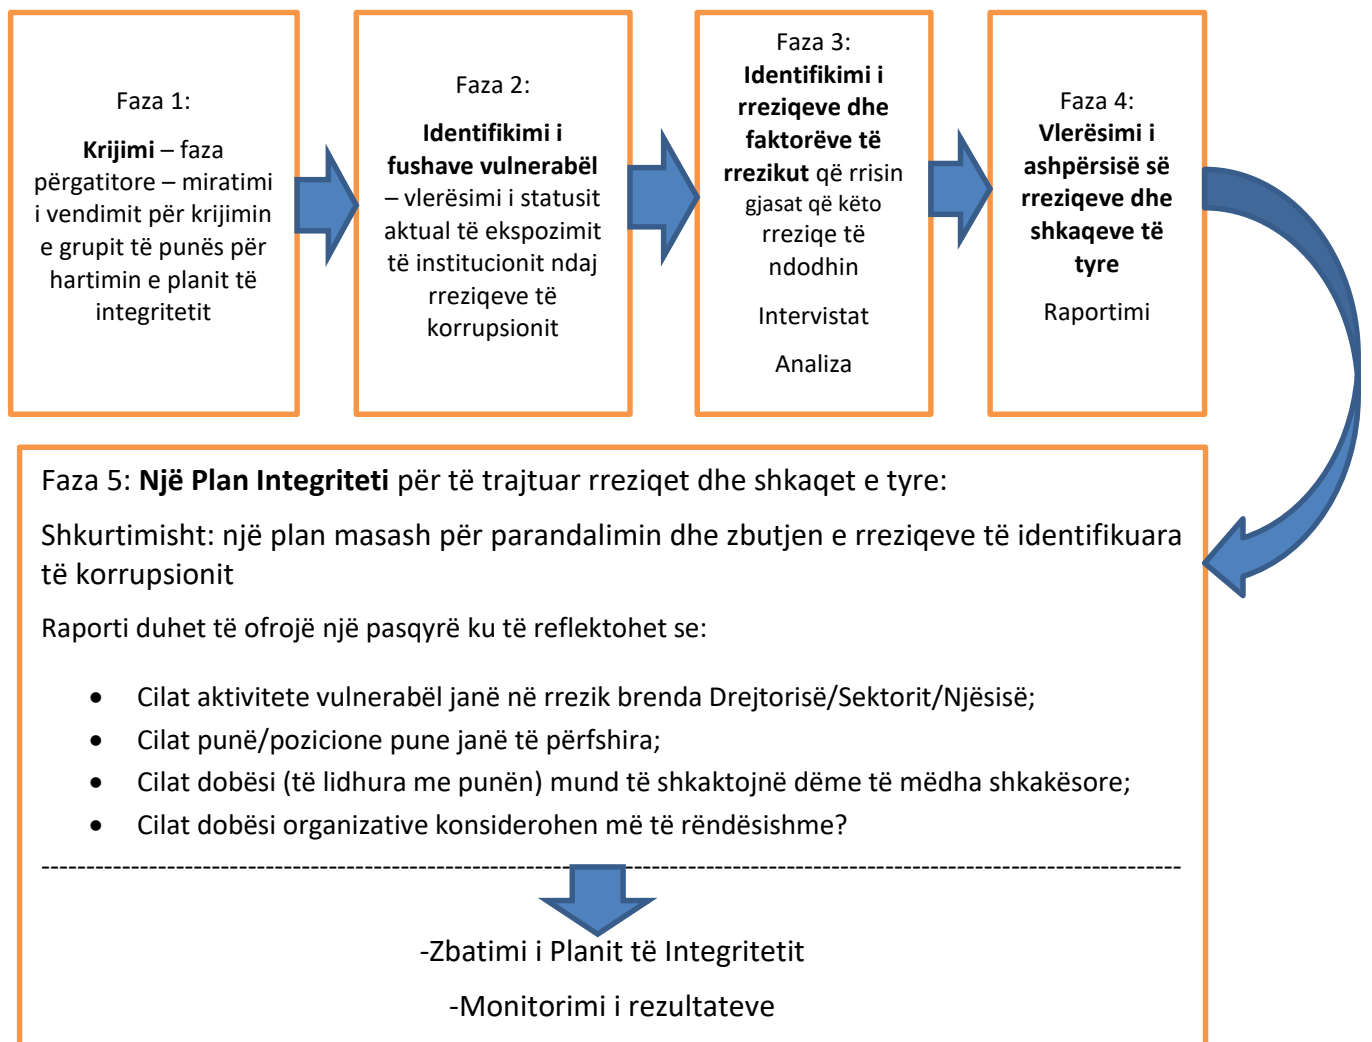 Faza 1:
Krijimi – faza
përgatitore – miratimi
i vendimit për krijimin
e grupit të punës për
hartimin e planit të
integritetit
Faza 2:
Identifikimi i
fushave vulnerabël
– vlerësimi i statusit
aktual të ekspozimit
të institucionit ndaj
rreziqeve të
korrupsionit
Faza 3:
Identifikimi i
rreziqeve dhe
faktorëve të
rrezikut që rrisin
gjasat që këto
rreziqe të
ndodhin
Intervistat
Analiza
Faza 4:
Vlerësimi i
ashpërsisë së
rreziqeve dhe
shkaqeve të
tyre
Raportimi
Faza 5: Një Plan Integriteti për të trajtuar rreziqet dhe shkaqet e tyre:
Shkurtimisht: një plan masash për parandalimin dhe zbutjen e rreziqeve të identifikuara
të korrupsionit
Raporti duhet të ofrojë një pasqyrë ku të reflektohet se:
• Cilat aktivitete vulnerabël janë në rrezik brenda Drejtorisë/Sektorit/Njësisë;
• Cilat punë/pozicione pune janë të përfshira;
• Cilat dobësi (të lidhura me punën) mund të shkaktojnë dëme të mëdha shkakësore;
• Cilat dobësi organizative konsiderohen më të rëndësishme?
-Zbatimi i Planit të Integritetit
-Monitorimi i rezultateve